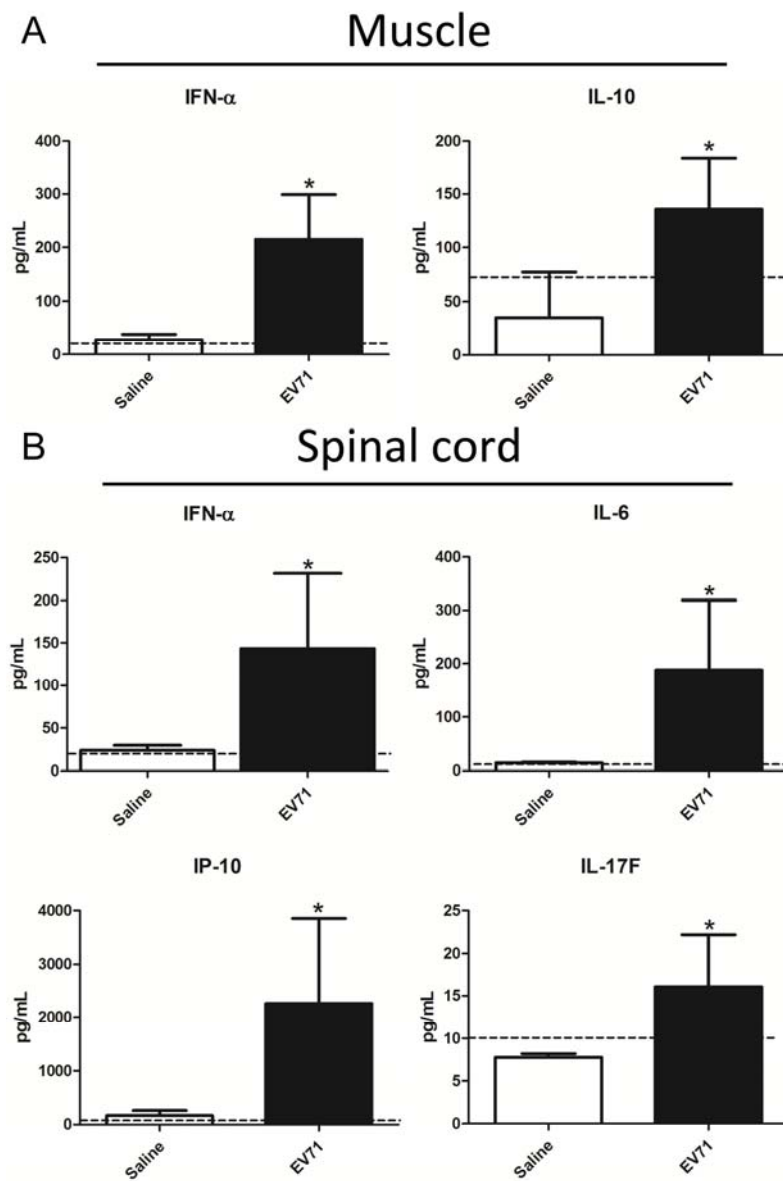 A
Muscle
IFN-α
IL-10
400
300
200
100
0
pg/mL
Saline
EV71
*
200
150
100
50
0
pg/mL
Saline
EV71
*
B
Spinal cord
IFN-α
IL-6
250
200
150
100
50
0
pg/mL
Saline
EV71
*
400
300
200
100
0
pg/mL
Saline
EV71
*
IP-10
IL-17F
4000
3000
2000
1000
0
pg/mL
Saline
EV71
*
25
20
15
10
5
0
pg/mL
Saline
EV71
*